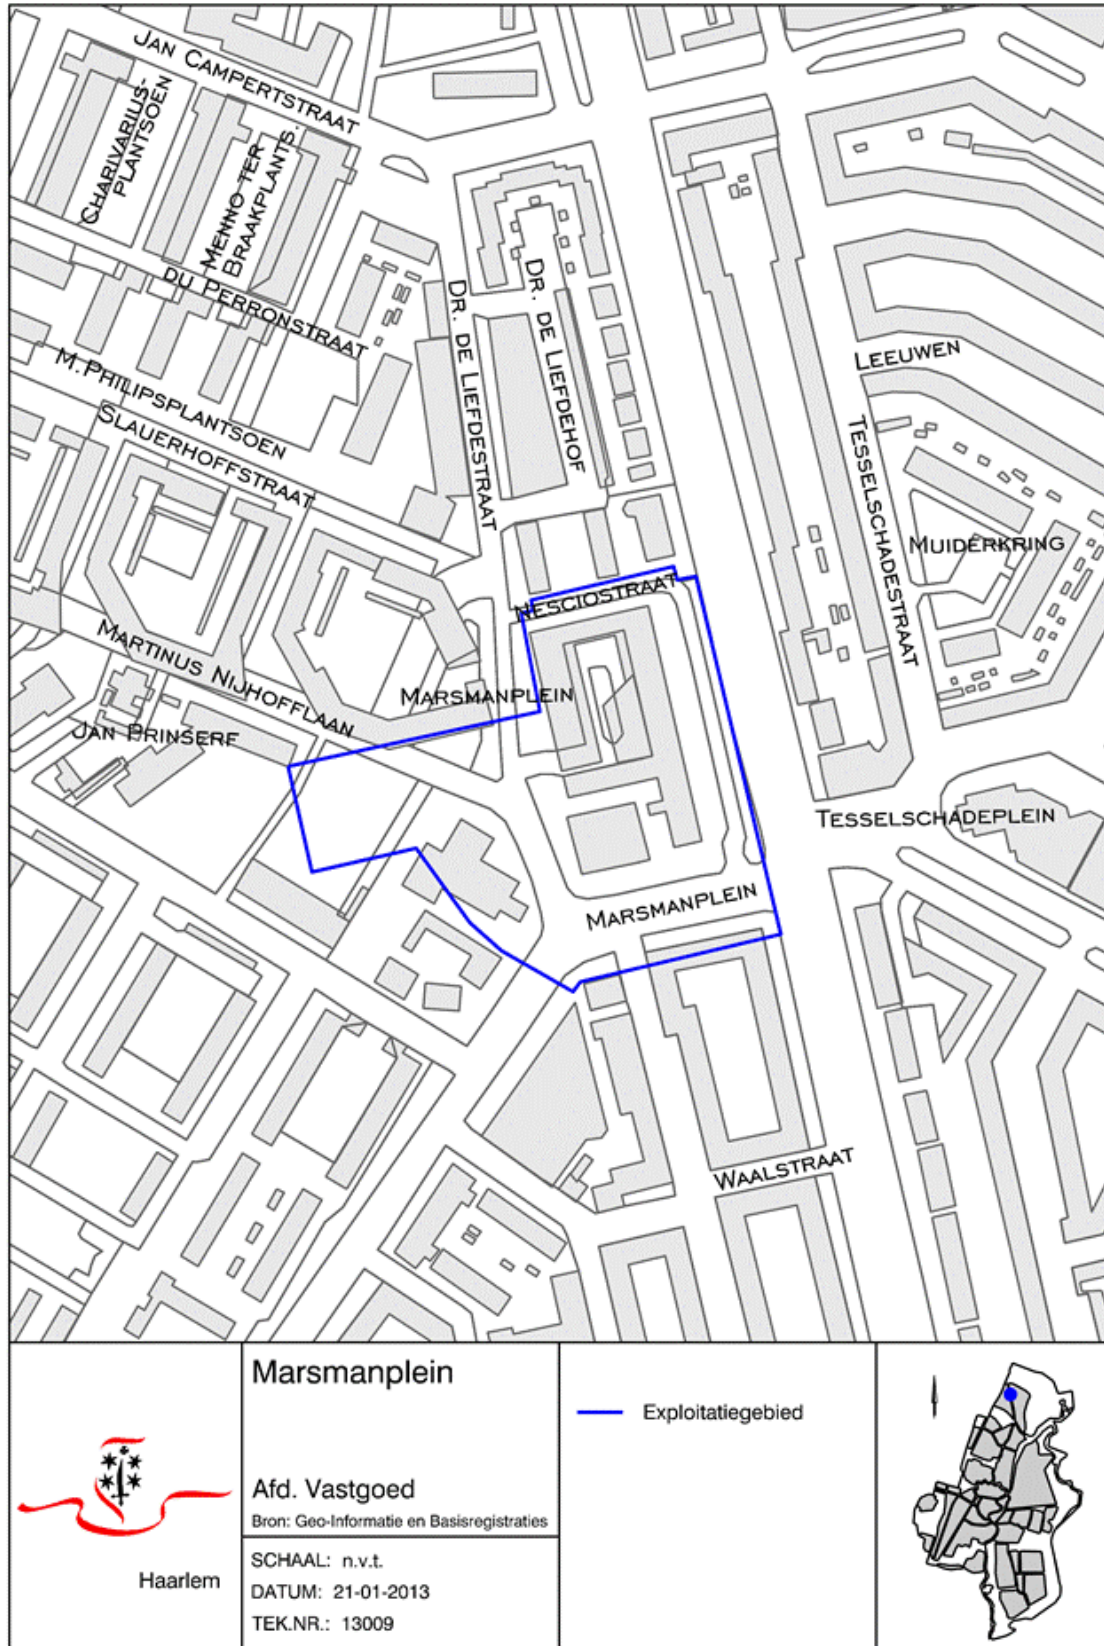 JAN CAMPERTSTRAAT
CHARIVARIUS-
PLANTSOEN
MENNO TER
BRAAKPLANTS.
DU PERRONSTRAAT
DR. DE LIEFDESTRAAT
DR. DE LIEFDEHOF
M. PHILIPSPLANTSOEN
SLAUERHOFFSTRAAT
LEEUWEN
TESSELSCHADESTRAAT
MUIDERKRING
NESCIOSTRAAT
MARTINUS NIJHOFFLAAN
MARSMANPLEIN
JAN PRINSERF
TESSELSCHADEPLEIN
MARSMANPLEIN
WAALSTRAAT
Marsmanplein
Exploitatiegebied
Afd. Vastgoed
Bron: Geo-Informatie en Basisregistraties
Haarlem
SCHAAL: n.v.t.
DATUM: 21-01-2013
TEK.NR.: 13009